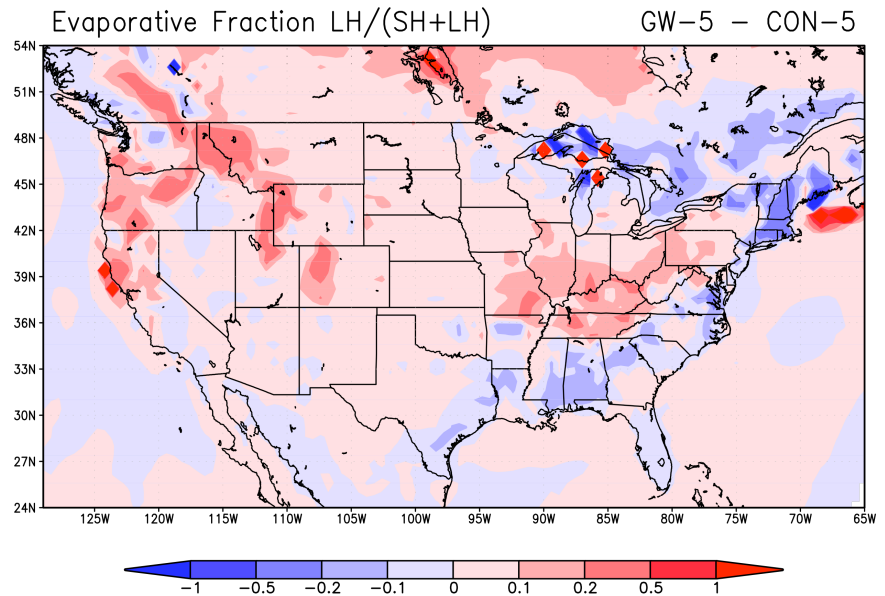 Evaporative Fraction LH/(SH+LH) GW-5 - CON-5
54N
51N
48N
45N
42N
39N
36N
33N
30N
27N
24N
125W 120W 115W 110W 105W 100W 95W 90W 85W 80W 75W 70W 65W
-1 -0.5 -0.2 -0.1 0 0.1 0.2 0.5 1